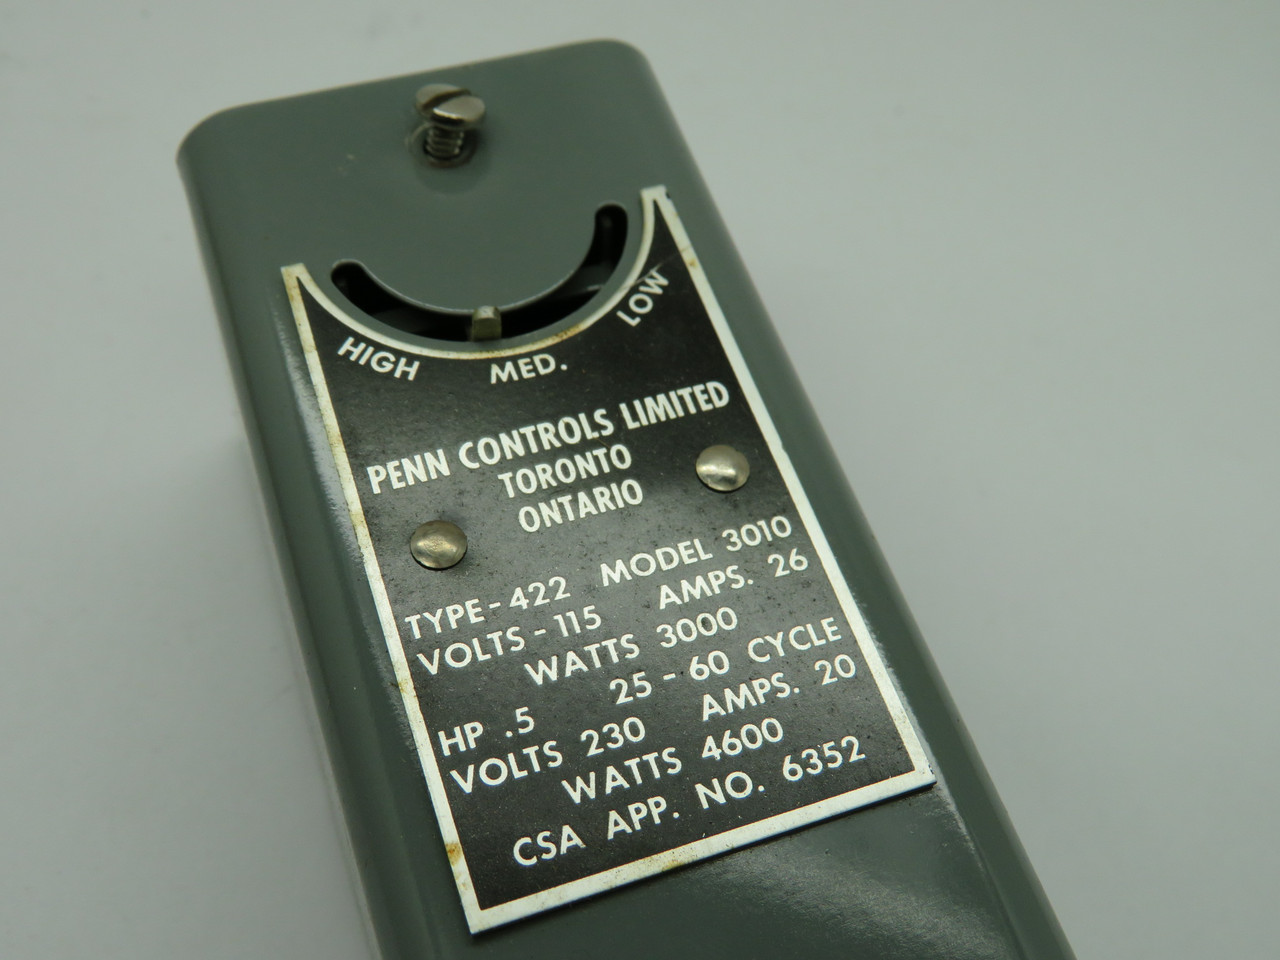 HIGH MED. LOW
PENN CONTROLS LIMITED
TORONTO
ONTARIO
TYPE-422 MODEL 3010
VOLTS-115 AMPS. 26
WATTS 3000
HP .5 25-60 CYCLE
VOLTS 230 AMPS. 20
WATTS 4600
CSA APP. NO. 6352